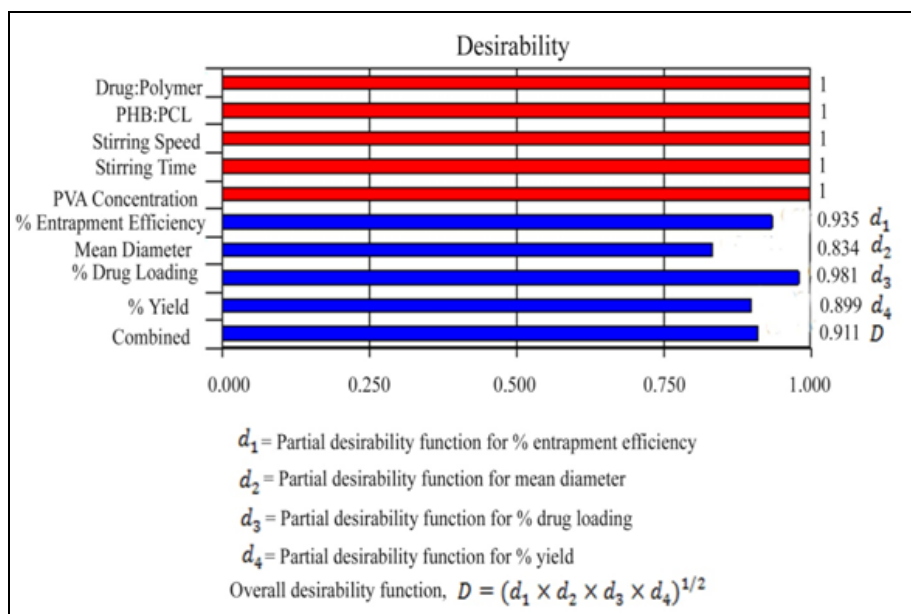 Desirability
Drug:Polymer 1
PHB:PCL 1
Stirring Speed 1
Stirring Time 1
PVA Concentration 1
% Entrapment Efficiency 0.935 d₁
Mean Diameter 0.834 d₂
% Drug Loading 0.981 d₃
% Yield 0.899 d₄
Combined 0.911 D
0.000 0.250 0.500 0.750 1.000
d₁ = Partial desirability function for % entrapment efficiency
d₂ = Partial desirability function for mean diameter
d₃ = Partial desirability function for % drug loading
d₄ = Partial desirability function for % yield
Overall desirability function, D = (d₁ × d₂ × d₃ × d₄)^1/2